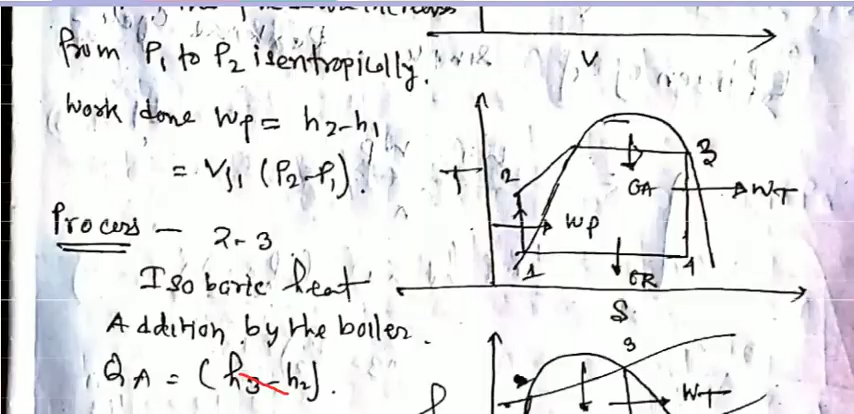 from P1 to P2 isentropically.
Work done Wp = h2-h1
= Vf1 (P2-P1).
Process - 2-3
Isobaric heat
Addition by the boiler.
QA = (h3-h2).
V
T
2
3
QA
WT
Wp
1
4
QR
S
3
WT